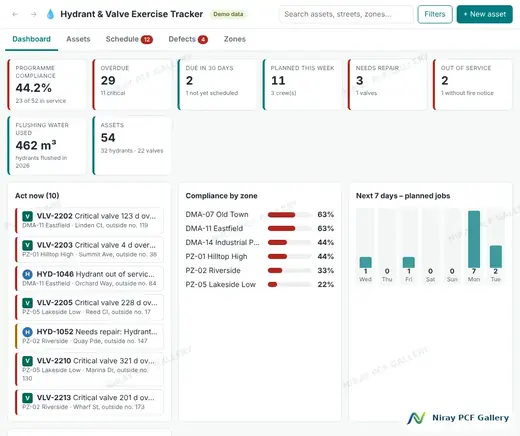 Hydrant & Valve Exercise Tracker
Demo data
Search assets, streets, zones...
Filters
+ New asset
Dashboard
Assets
Schedule 12
Defects 4
Zones
PROGRAMME
COMPLIANCE
44.2%
23 of 52 in service
OVERDUE
29
11 critical
DUE IN 30 DAYS
2
1 not yet scheduled
PLANNED THIS WEEK
11
3 crew(s)
NEEDS REPAIR
3
1 valves
OUT OF SERVICE
2
1 without fire notice
FLUSHING WATER
USED
462 m³
hydrants flushed in
2026
ASSETS
54
32 hydrants · 22 valves
Act now (10)
V VLV-2202 Critical valve 123 d ov...
DMA-11 Eastfield · Linden Ct, outside no. 119
V VLV-2203 Critical valve 4 d over...
PZ-01 Hilltop High · Summit Ave, outside no. 38
H HYD-1046 Hydrant out of servic...
DMA-11 Eastfield · Orchard Way, outside no. 84
V VLV-2205 Critical valve 228 d ov...
PZ-05 Lakeside Low · Reed Cl, outside no. 17
H HYD-1052 Needs repair: Hydrant...
PZ-02 Riverside · Quay Pde, outside no. 147
V VLV-2210 Critical valve 321 d ov...
PZ-05 Lakeside Low · Marina Dr, outside no.
130
V VLV-2213 Critical valve 201 d ov...
PZ-02 Riverside · Wharf St, outside no. 173
Compliance by zone
DMA-07 Old Town 63%
DMA-11 Eastfield 63%
DMA-14 Industrial P... 44%
PZ-01 Hilltop High 44%
PZ-02 Riverside 33%
PZ-05 Lakeside Low 22%
Next 7 days – planned jobs
1 0 1 0 0 7 2
Wed Thu Fri Sat Sun Mon Tue
NIRAY PCF GALLERY
Niray PCF Gallery